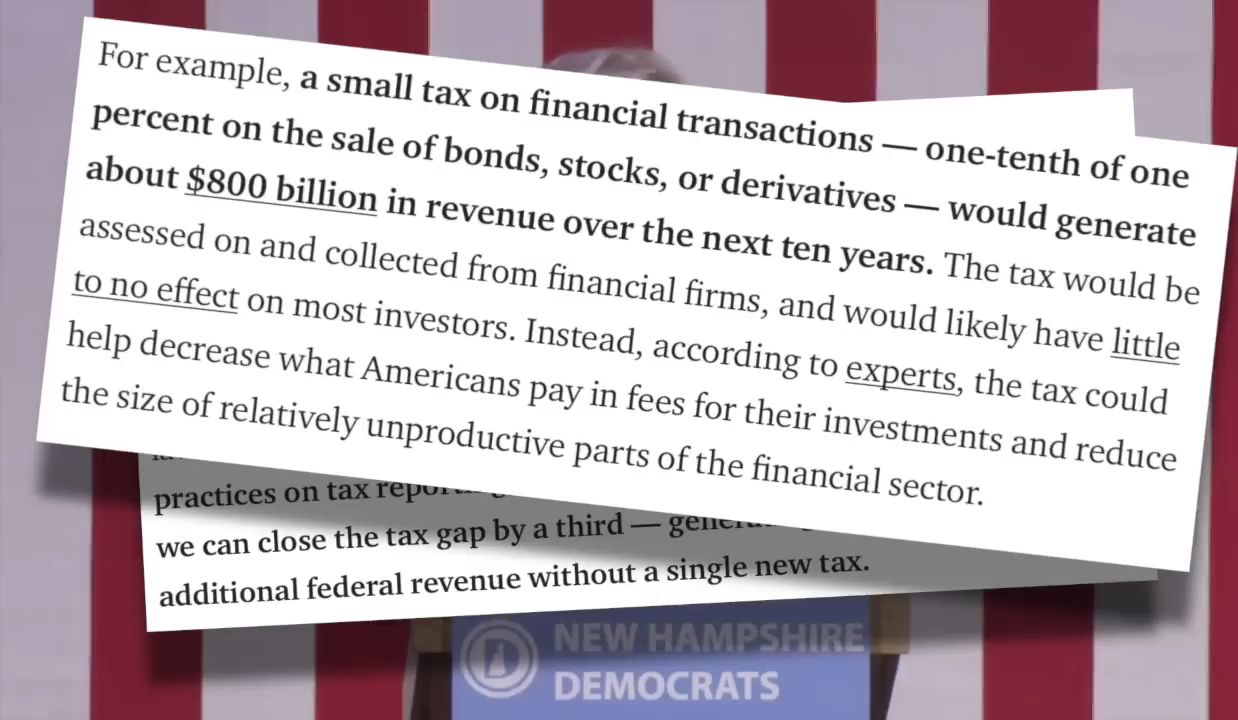 For example, a small tax on financial transactions — one-tenth of one
percent on the sale of bonds, stocks, or derivatives — would generate
about $800 billion in revenue over the next ten years. The tax would be
assessed on and collected from financial firms, and would likely have little
to no effect on most investors. Instead, according to experts, the tax could
help decrease what Americans pay in fees for their investments and reduce
the size of relatively unproductive parts of the financial sector.
practices on tax
we can close the tax gap by a third —
additional federal revenue without a single new tax.
NEW HAMPSHIRE
DEMOCRATS